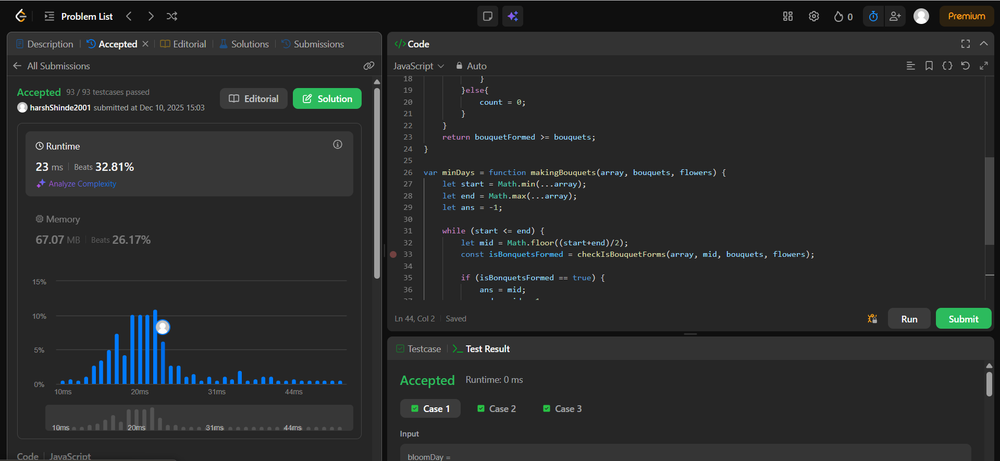 Problem List
0
Premium
Description
Accepted
Editorial
Solutions
Submissions
All Submissions
Accepted 93 / 93 testcases passed
harshShinde2001 submitted at Dec 10, 2025 15:03
Editorial
Solution
Runtime
23 ms Beats 32.81%
Analyze Complexity
Memory
67.07 MB Beats 26.17%
15%
10%
5%
0%
10ms 20ms 31ms 44ms
10ms 20ms 31ms 44ms
Code JavaScript
</> Code
JavaScript Auto
18 }
19 }else{
20 count = 0;
21 }
22 }
23 return bouquetFormed >= bouquets;
24 }
25
26 var minDays = function makingBouquets(array, bouquets, flowers) {
27 let start = Math.min(...array);
28 let end = Math.max(...array);
29 let ans = -1;
30
31 while (start <= end) {
32 let mid = Math.floor((start+end)/2);
33 const isBonquetsFormed = checkIsBouquetForms(array, mid, bouquets, flowers);
34
35 if (isBonquetsFormed == true) {
36 ans = mid;
Ln 44, Col 2 Saved
Run
Submit
Testcase
Test Result
Accepted Runtime: 0 ms
Case 1
Case 2
Case 3
Input
bloomDay =